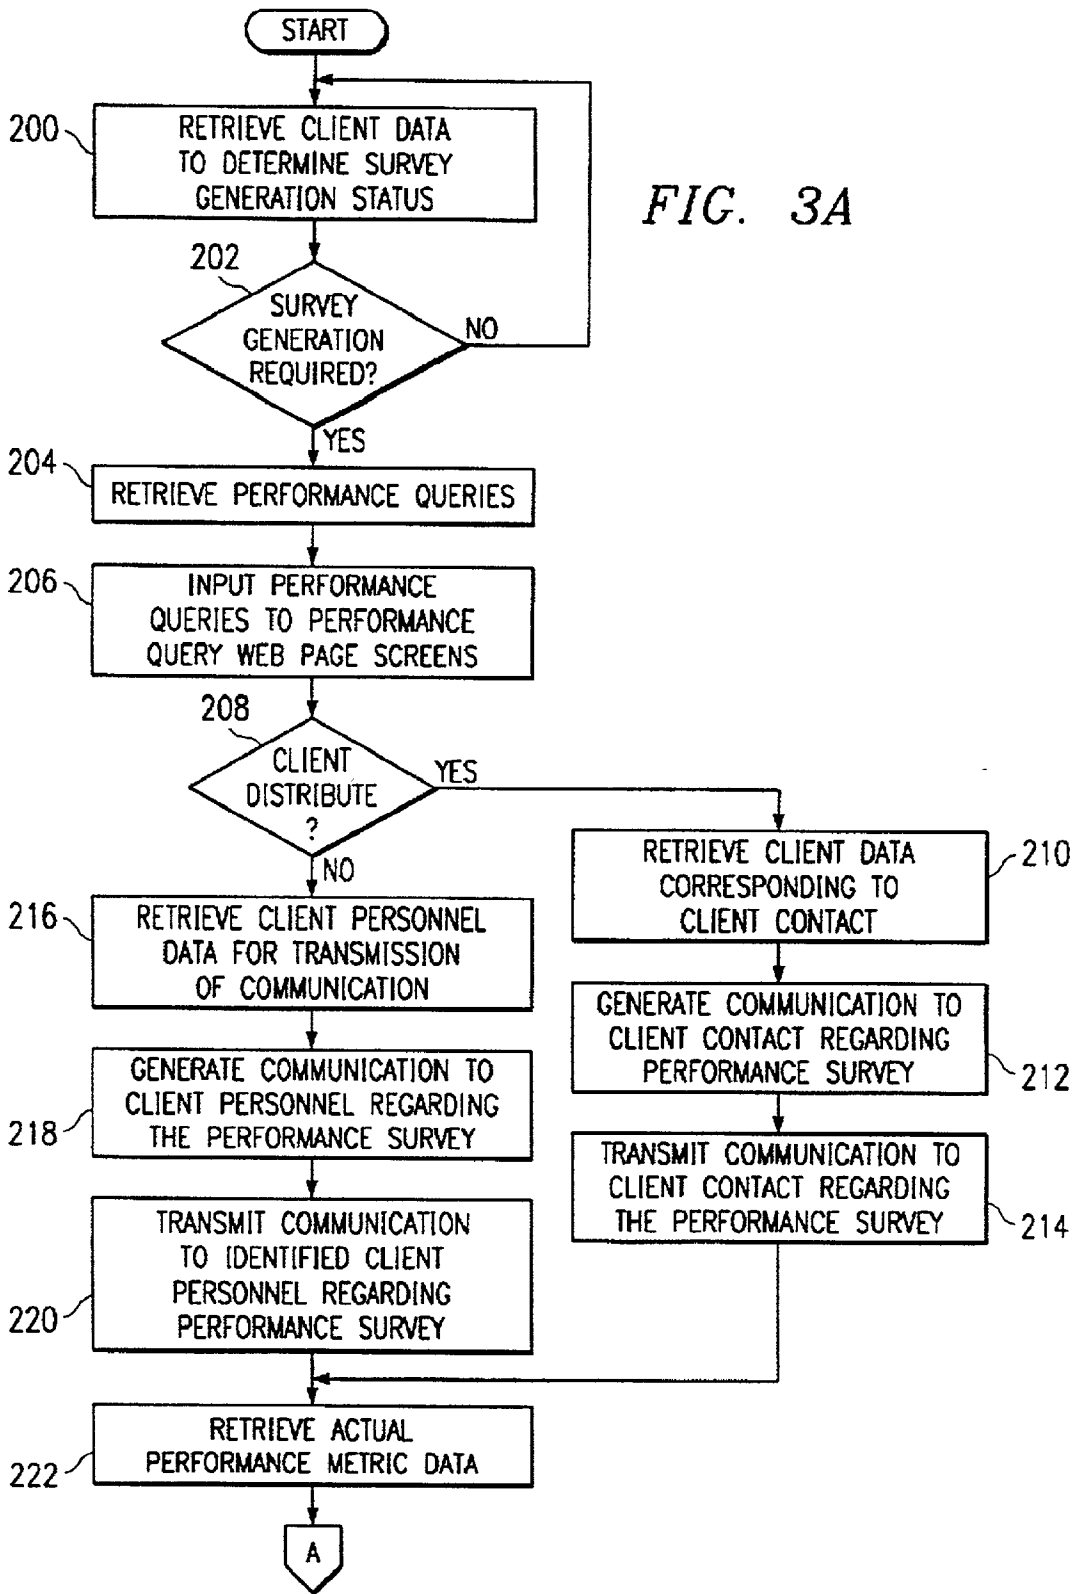 START
200
RETRIEVE CLIENT DATA
TO DETERMINE SURVEY
GENERATION STATUS
FIG. 3A
202
SURVEY
GENERATION
REQUIRED?
NO
YES
204
RETRIEVE PERFORMANCE QUERIES
206
INPUT PERFORMANCE
QUERIES TO PERFORMANCE
QUERY WEB PAGE SCREENS
208
CLIENT
DISTRIBUTE
?
YES
NO
210
RETRIEVE CLIENT DATA
CORRESPONDING TO
CLIENT CONTACT
216
RETRIEVE CLIENT PERSONNEL
DATA FOR TRANSMISSION
OF COMMUNICATION
GENERATE COMMUNICATION TO
CLIENT CONTACT REGARDING
PERFORMANCE SURVEY
212
GENERATE COMMUNICATION TO
CLIENT PERSONNEL REGARDING
THE PERFORMANCE SURVEY
218
TRANSMIT COMMUNICATION TO
CLIENT CONTACT REGARDING
THE PERFORMANCE SURVEY
214
TRANSMIT COMMUNICATION
TO IDENTIFIED CLIENT
PERSONNEL REGARDING
PERFORMANCE SURVEY
220
RETRIEVE ACTUAL
PERFORMANCE METRIC DATA
222
A